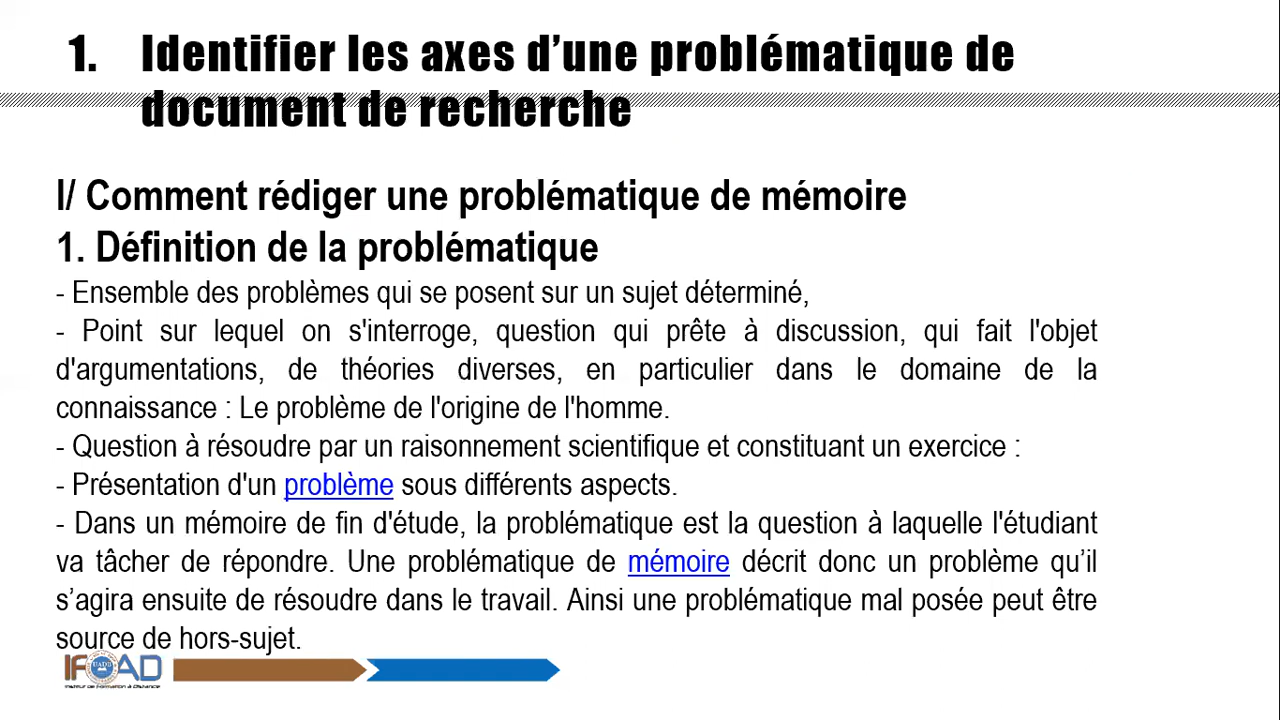 1. Identifier les axes d’une problématique de
document de recherche
I/ Comment rédiger une problématique de mémoire
1. Définition de la problématique
- Ensemble des problèmes qui se posent sur un sujet déterminé,
- Point sur lequel on s'interroge, question qui prête à discussion, qui fait l'objet
d'argumentations, de théories diverses, en particulier dans le domaine de la
connaissance : Le problème de l'origine de l'homme.
- Question à résoudre par un raisonnement scientifique et constituant un exercice :
- Présentation d'un problème sous différents aspects.
- Dans un mémoire de fin d'étude, la problématique est la question à laquelle l'étudiant
va tâcher de répondre. Une problématique de mémoire décrit donc un problème qu’il
s’agira ensuite de résoudre dans le travail. Ainsi une problématique mal posée peut être
source de hors-sujet.
IFOAD
Institut de Formation à Distance